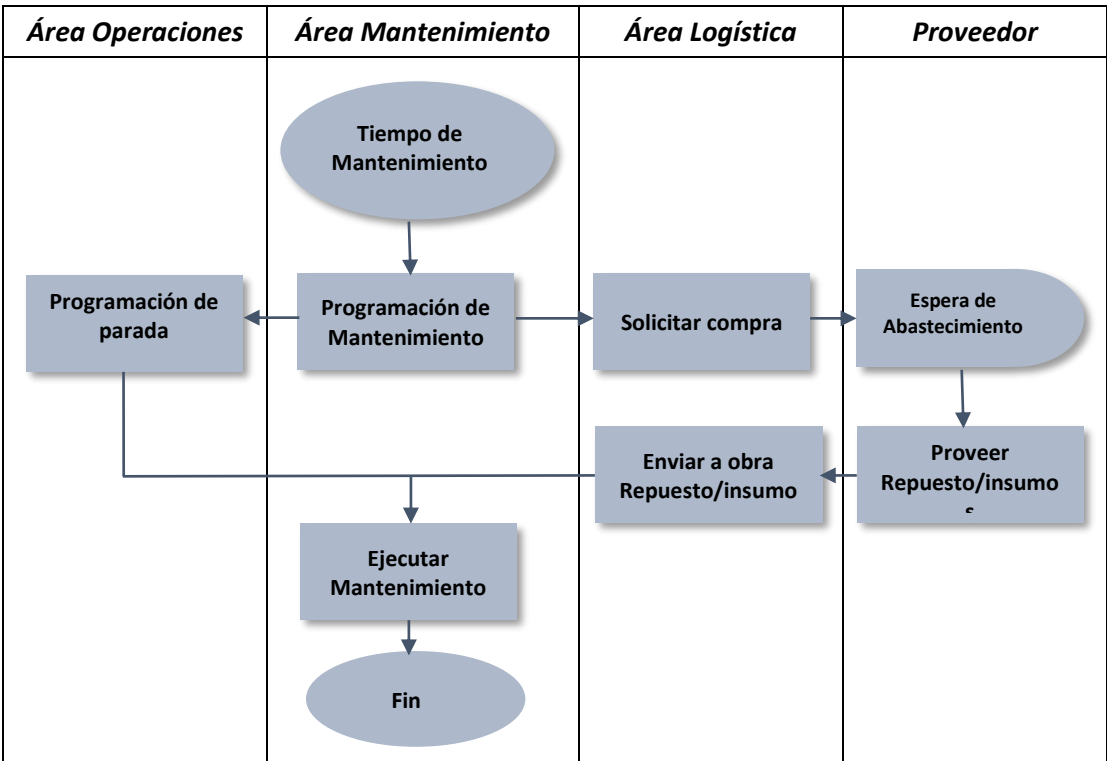 Área Operaciones
Área Mantenimiento
Área Logística
Proveedor
Tiempo de
Mantenimiento
Programación de
parada
Programación de
Mantenimiento
Solicitar compra
Espera de
Abastecimiento
Enviar a obra
Repuesto/insumo
Proveer
Repuesto/insumo
s
Ejecutar
Mantenimiento
Fin